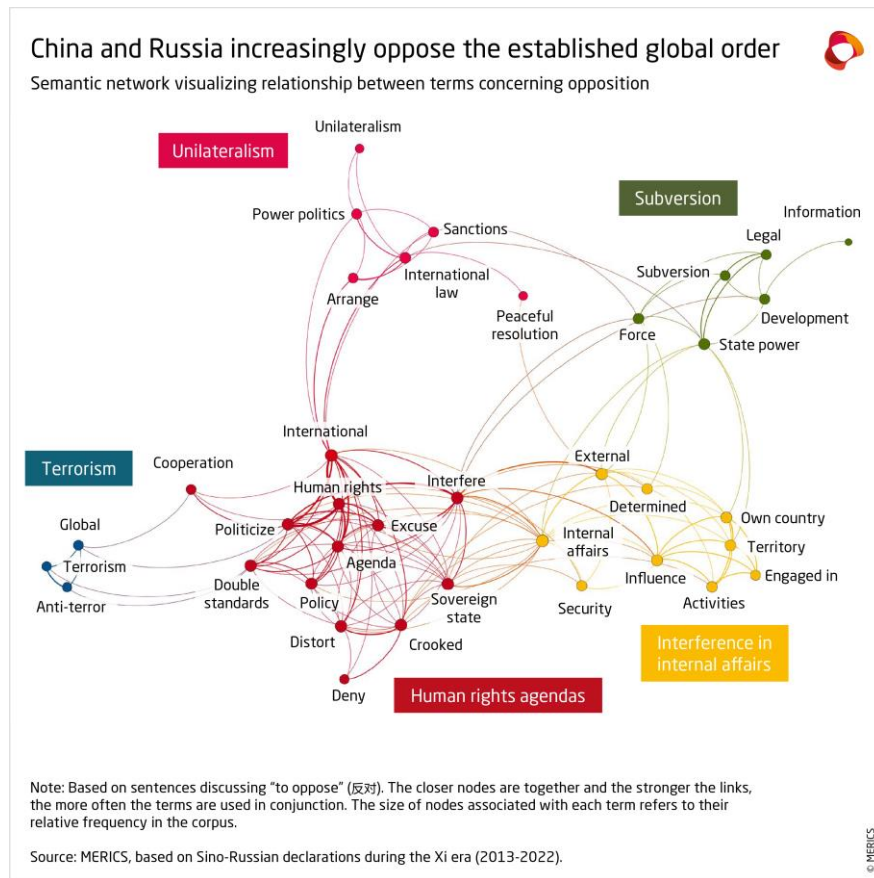 China and Russia increasingly oppose the established global order
Semantic network visualizing relationship between terms concerning opposition
Unilateralism
Unilateralism
Power politics
Sanctions
International
law
Arrange
Peaceful
resolution
Subversion
Information
Legal
Subversion
Development
Force
State power
International
Terrorism
Cooperation
Human rights
Interfere
External
Determined
Global
Politicize
Excuse
Own country
Internal
affairs
Territory
Terrorism
Agenda
Double
standards
Policy
Sovereign
state
Influence
Engaged in
Anti-terror
Security
Activities
Distort
Crooked
Interference in
internal affairs
Deny
Human rights agendas
Note: Based on sentences discussing “to oppose” (反对). The closer nodes are together and the stronger the links,
the more often the terms are used in conjunction. The size of nodes associated with each term refers to their
relative frequency in the corpus.
Source: MERICS, based on Sino-Russian declarations during the Xi era (2013-2022).
© MERICS